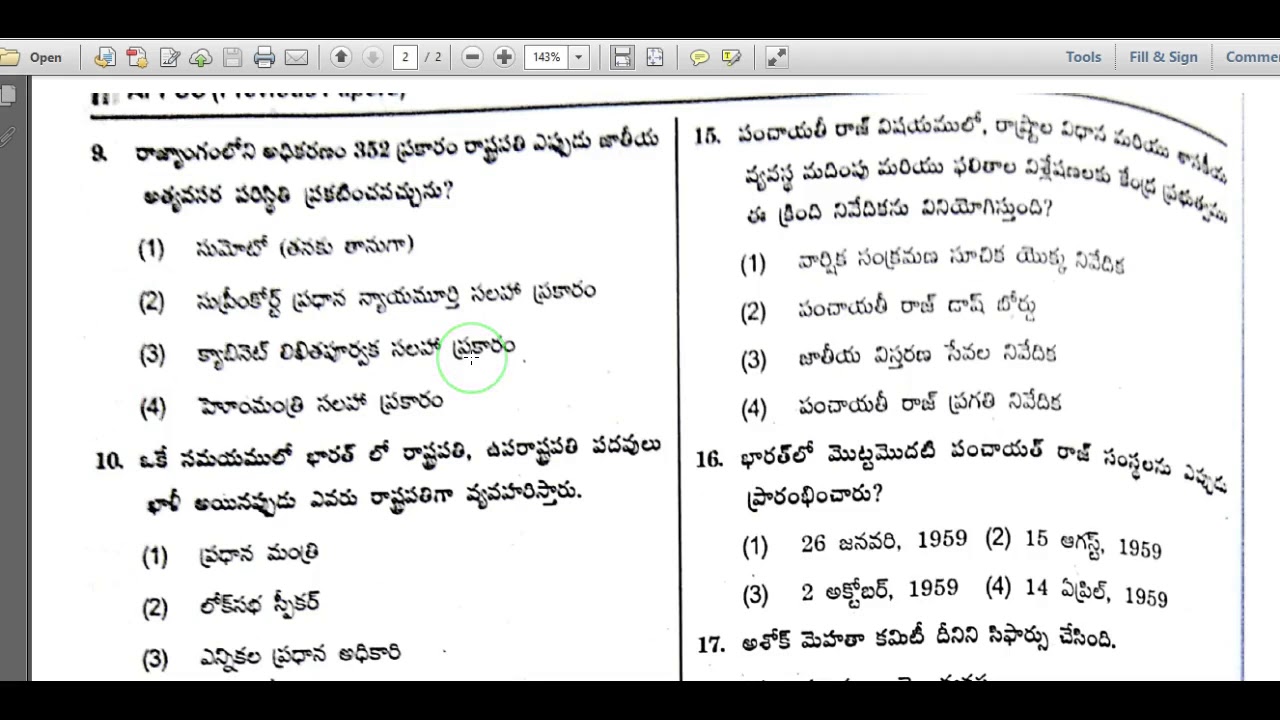 Open
2 / 2
143%
Tools
Fill & Sign
9. రాజ్యాంగంలోని అధికరణం 352 ప్రకారం రాష్ట్రపతి ఎప్పుడు జాతీయ
అత్యవసర పరిస్థితి ప్రకటించవచ్చును?
(1) సుమోటో (తనకు తానుగా)
(2) సుప్రీంకోర్ట్ ప్రధాన న్యాయమూర్తి సలహా ప్రకారం
(3) క్యాబినెట్ లిఖితపూర్వక సలహా ప్రకారం
(4) హెూంమంత్రి సలహా ప్రకారం
10. ఒకే సమయములో భారత్ లో రాష్ట్రపతి, ఉపరాష్ట్రపతి పదవులు
ఖాళీ అయినప్పుడు ఎవరు రాష్ట్రపతిగా వ్యవహరిస్తారు.
(1) ప్రధాన మంత్రి
(2) లోక్‌సభ స్పీకర్
(3) ఎన్నికల ప్రధాన అధికారి
15. పంచాయతీ రాజ్ విషయములో, రాష్ట్రాల విధాన మరియు శాసకీయ
వ్యవస్థ మదింపు మరియు ఫలితాల విశ్లేషణలకు కేంద్ర ప్రభుత్వము
ఈ క్రింది నివేదికను వినియోగిస్తుంది?
(1) వార్షిక సంక్రమణ సూచిక యొక్క నివేదిక
(2) పంచాయతీ రాజ్ డాష్ బోర్డు
(3) జాతీయ విస్తరణ సేవల నివేదిక
(4) పంచాయతీ రాజ్ ప్రగతి నివేదిక
16. భారత్‌లో మొట్టమొదటి పంచాయత్ రాజ్ సంస్థలను ఎప్పుడు
ప్రారంభించారు?
(1) 26 జనవరి, 1959 (2) 15 ఆగస్ట్, 1959
(3) 2 అక్టోబర్, 1959 (4) 14 ఏప్రిల్, 1959
17. అశోక్ మెహతా కమిటీ దీనిని సిఫార్సు చేసింది.